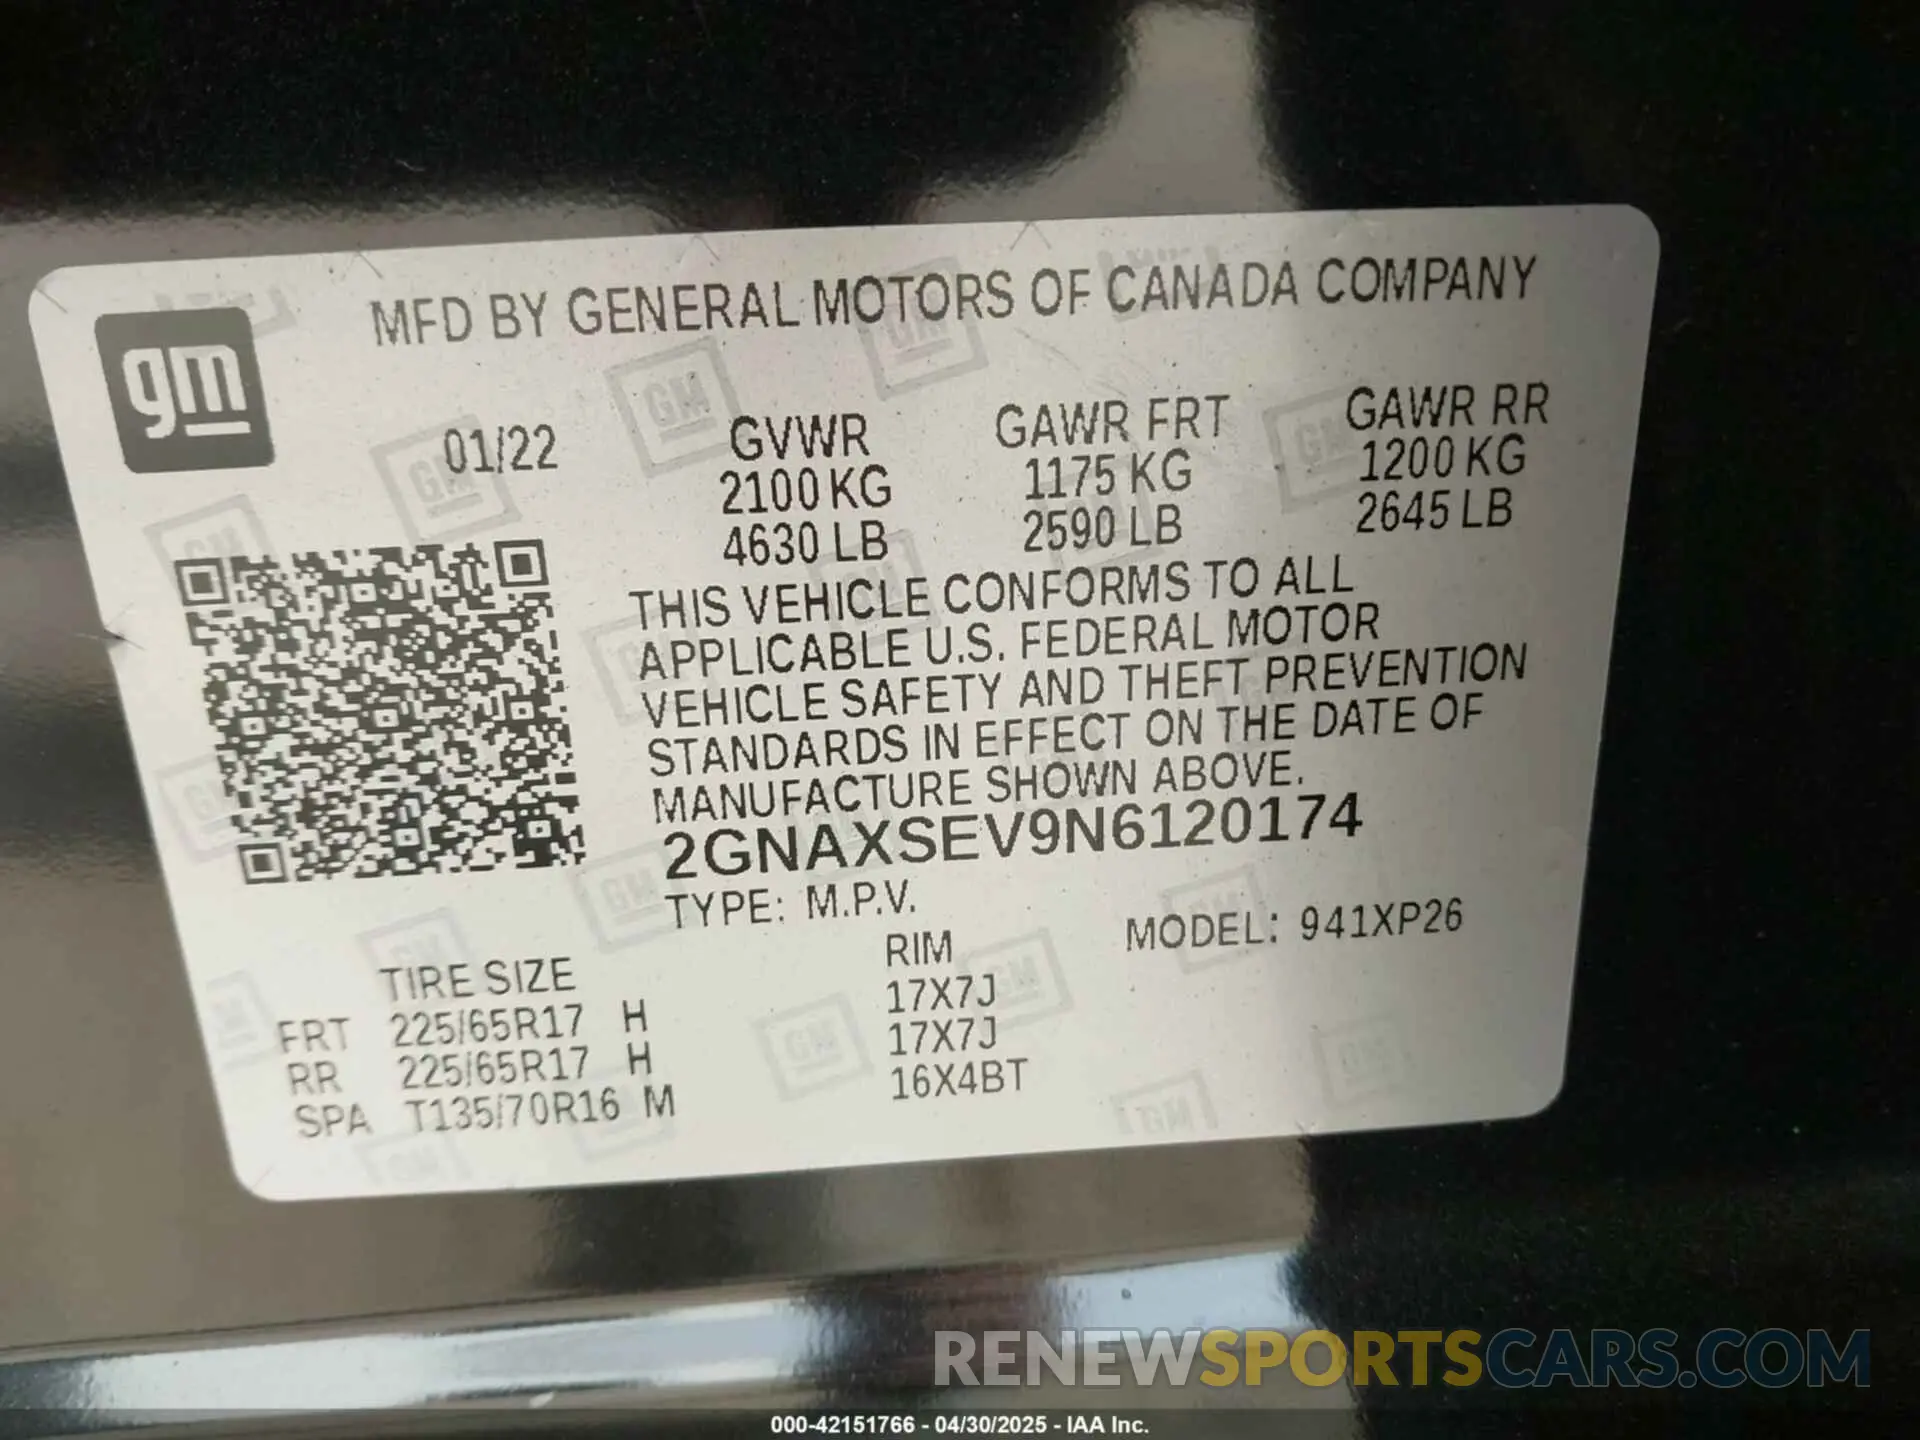 MFD BY GENERAL MOTORS OF CANADA COMPANY
gm
01/22 GVWR GAWR FRT GAWR RR
2100 KG 1175 KG 1200 KG
4630 LB 2590 LB 2645 LB
THIS VEHICLE CONFORMS TO ALL
APPLICABLE U.S. FEDERAL MOTOR
VEHICLE SAFETY AND THEFT PREVENTION
STANDARDS IN EFFECT ON THE DATE OF
MANUFACTURE SHOWN ABOVE.
2GNAXSEV9N6120174
TYPE: M.P.V. MODEL: 941XP26
TIRE SIZE RIM
FRT 225/65R17 H 17X7J
RR 225/65R17 H 17X7J
SPA T135/70R16 M 16X4BT
RENEWSPORTSCARS.COM
000-42151766 - 04/30/2025 - IAA Inc.